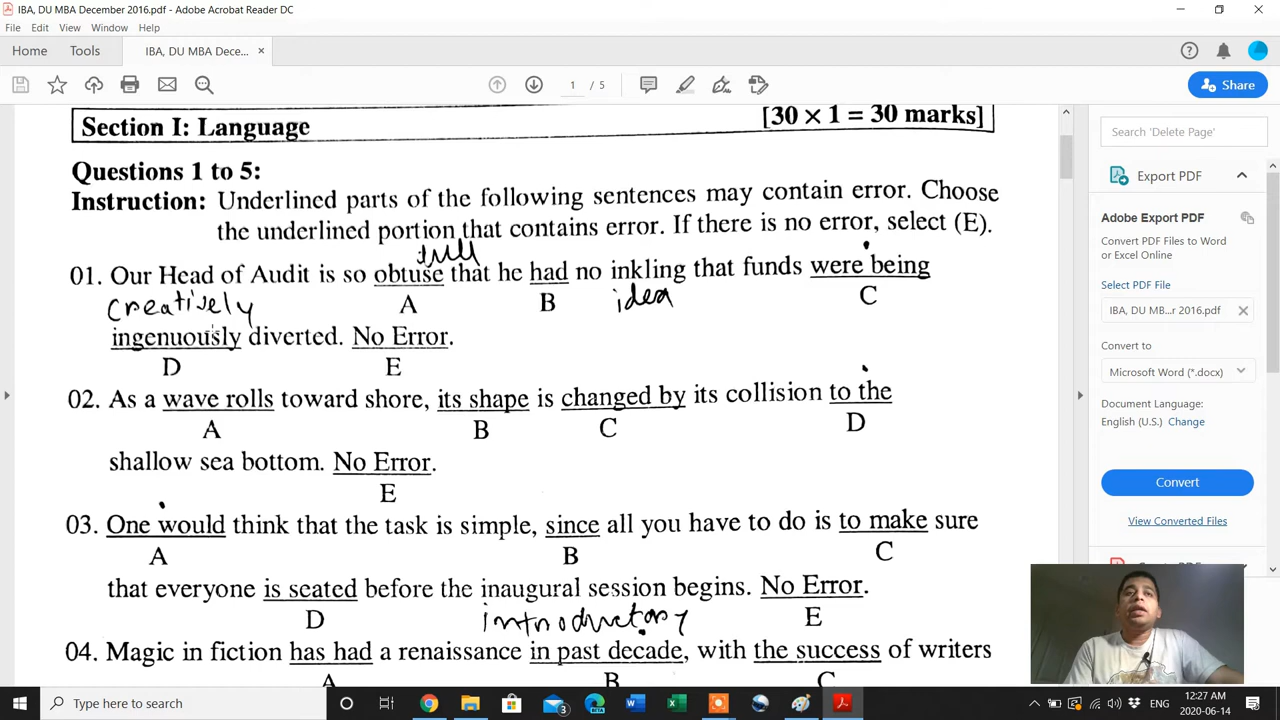 IBA, DU MBA December 2016.pdf - Adobe Acrobat Reader DC
File Edit View Window Help
Home Tools IBA, DU MBA Dece... ×
1 / 5 Share
Section I: Language [30 × 1 = 30 marks]
Questions 1 to 5:
Instruction: Underlined parts of the following sentences may contain error. Choose
the underlined portion that contains error. If there is no error, select (E).
01. Our Head of Audit is so obtuse that he had no inkling that funds were being
creatively A B idea C
ingenuously diverted. No Error.
D E
02. As a wave rolls toward shore, its shape is changed by its collision to the
A B C D
shallow sea bottom. No Error.
E
03. One would think that the task is simple, since all you have to do is to make sure
A B C
that everyone is seated before the inaugural session begins. No Error.
D introductory E
04. Magic in fiction has had a renaissance in past decade, with the success of writers
A B C
Search 'Delete Page'
Export PDF
Adobe Export PDF
Convert PDF Files to Word
or Excel Online
Select PDF File
IBA, DU MB...r 2016.pdf ×
Convert to
Microsoft Word (*.docx)
Document Language:
English (U.S.) Change
Convert
View Converted Files
Type here to search
3
BETA
ENG
12:27 AM
2020-06-14